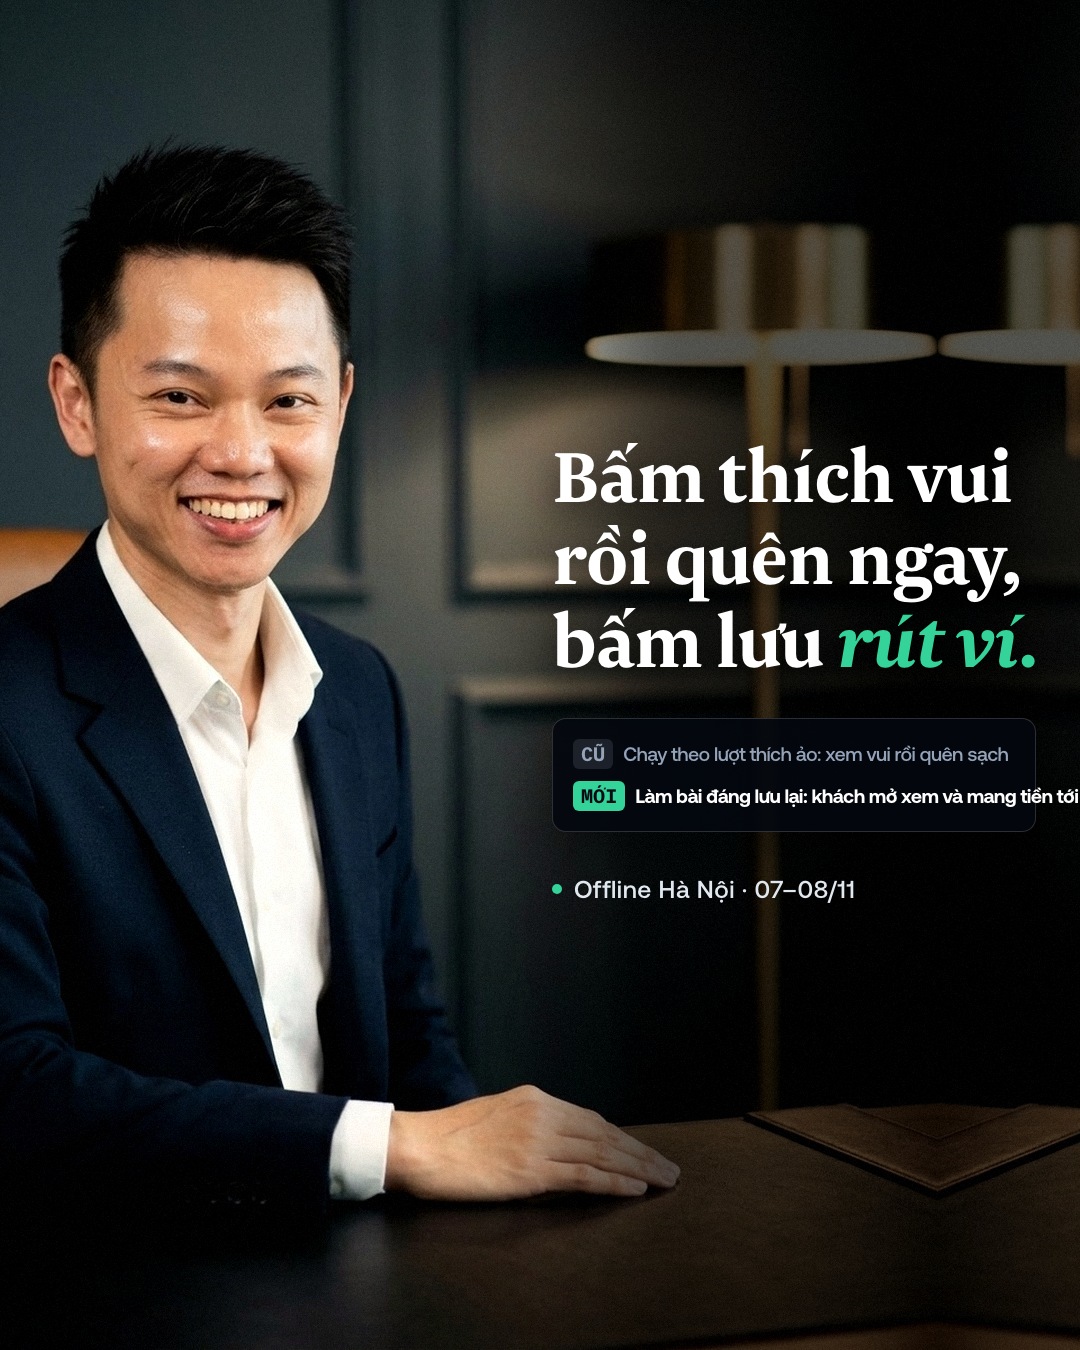 Bấm thích vui
rồi quên ngay,
bấm lưu rút ví.
CŨ Chạy theo lượt thích ảo: xem vui rồi quên sạch
MỚI Làm bài đáng lưu lại: khách mở xem và mang tiền tới
Offline Hà Nội · 07–08/11